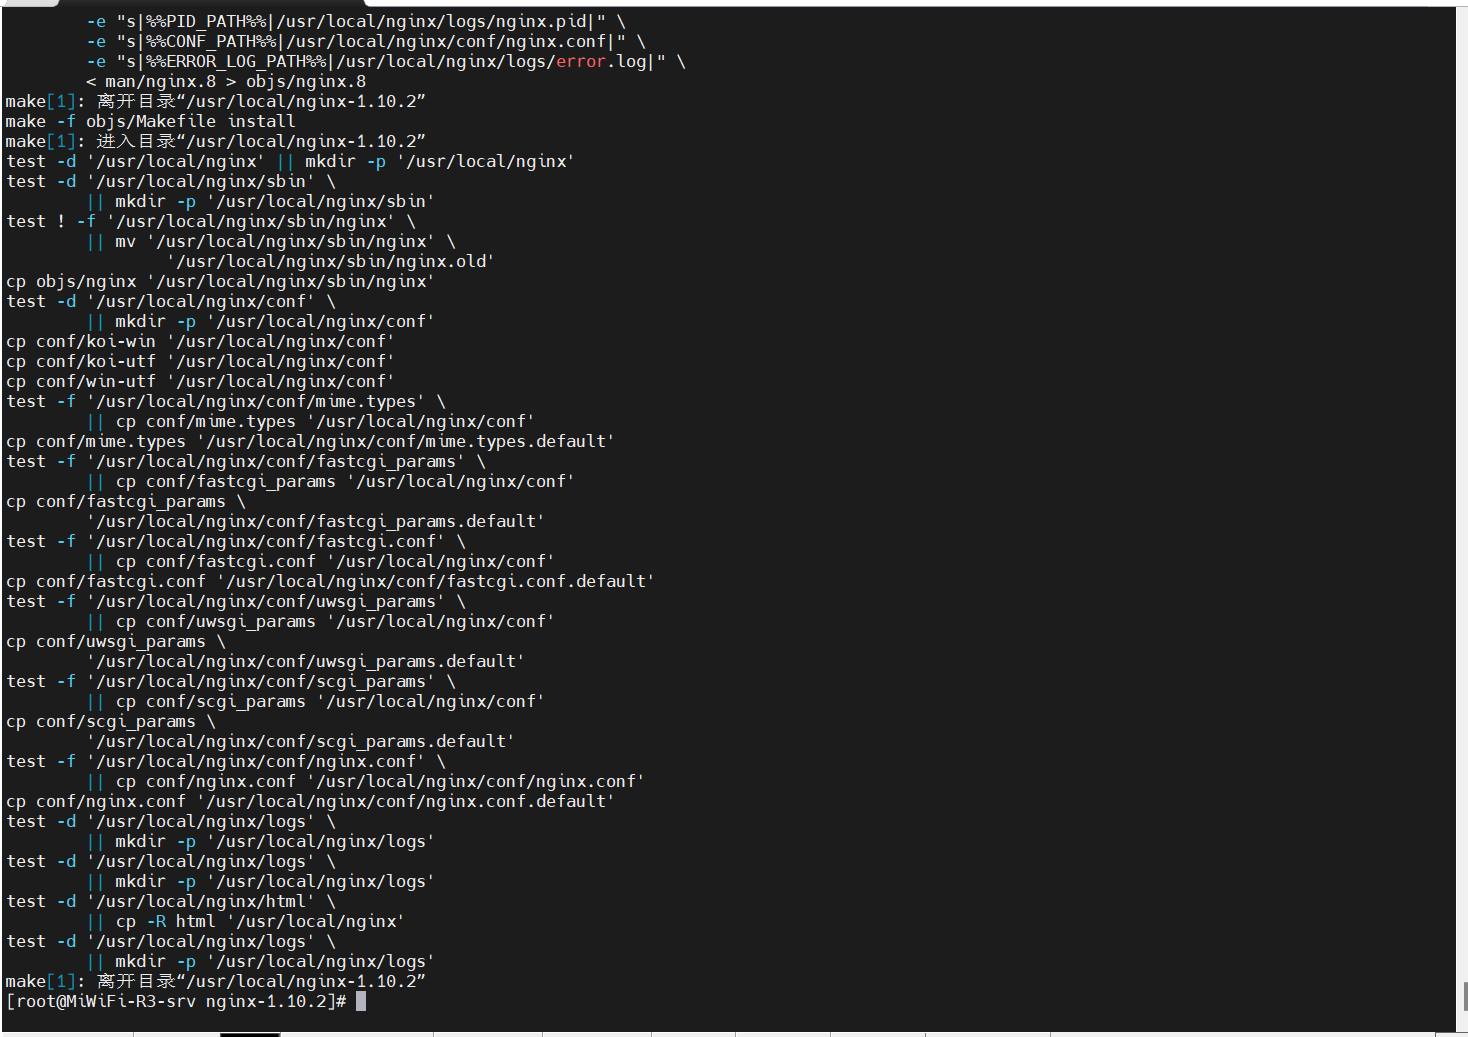 -e "s|%%PID_PATH%%|/usr/local/nginx/logs/nginx.pid|" \
-e "s|%%CONF_PATH%%|/usr/local/nginx/conf/nginx.conf|" \
-e "s|%%ERROR_LOG_PATH%%|/usr/local/nginx/logs/error.log|" \
< man/nginx.8 > objs/nginx.8
make[1]: 离开目录“/usr/local/nginx-1.10.2”
make -f objs/Makefile install
make[1]: 进入目录“/usr/local/nginx-1.10.2”
test -d '/usr/local/nginx' || mkdir -p '/usr/local/nginx'
test -d '/usr/local/nginx/sbin' \
|| mkdir -p '/usr/local/nginx/sbin'
test ! -f '/usr/local/nginx/sbin/nginx' \
|| mv '/usr/local/nginx/sbin/nginx' \
'/usr/local/nginx/sbin/nginx.old'
cp objs/nginx '/usr/local/nginx/sbin/nginx'
test -d '/usr/local/nginx/conf' \
|| mkdir -p '/usr/local/nginx/conf'
cp conf/koi-win '/usr/local/nginx/conf'
cp conf/koi-utf '/usr/local/nginx/conf'
cp conf/win-utf '/usr/local/nginx/conf'
test -f '/usr/local/nginx/conf/mime.types' \
|| cp conf/mime.types '/usr/local/nginx/conf'
cp conf/mime.types '/usr/local/nginx/conf/mime.types.default'
test -f '/usr/local/nginx/conf/fastcgi_params' \
|| cp conf/fastcgi_params '/usr/local/nginx/conf'
cp conf/fastcgi_params \
'/usr/local/nginx/conf/fastcgi_params.default'
test -f '/usr/local/nginx/conf/fastcgi.conf' \
|| cp conf/fastcgi.conf '/usr/local/nginx/conf'
cp conf/fastcgi.conf '/usr/local/nginx/conf/fastcgi.conf.default'
test -f '/usr/local/nginx/conf/uwsgi_params' \
|| cp conf/uwsgi_params '/usr/local/nginx/conf'
cp conf/uwsgi_params \
'/usr/local/nginx/conf/uwsgi_params.default'
test -f '/usr/local/nginx/conf/scgi_params' \
|| cp conf/scgi_params '/usr/local/nginx/conf'
cp conf/scgi_params \
'/usr/local/nginx/conf/scgi_params.default'
test -f '/usr/local/nginx/conf/nginx.conf' \
|| cp conf/nginx.conf '/usr/local/nginx/conf/nginx.conf'
cp conf/nginx.conf '/usr/local/nginx/conf/nginx.conf.default'
test -d '/usr/local/nginx/logs' \
|| mkdir -p '/usr/local/nginx/logs'
test -d '/usr/local/nginx/logs' \
|| mkdir -p '/usr/local/nginx/logs'
test -d '/usr/local/nginx/html' \
|| cp -R html '/usr/local/nginx'
test -d '/usr/local/nginx/logs' \
|| mkdir -p '/usr/local/nginx/logs'
make[1]: 离开目录“/usr/local/nginx-1.10.2”
[root@MiWiFi-R3-srv nginx-1.10.2]#